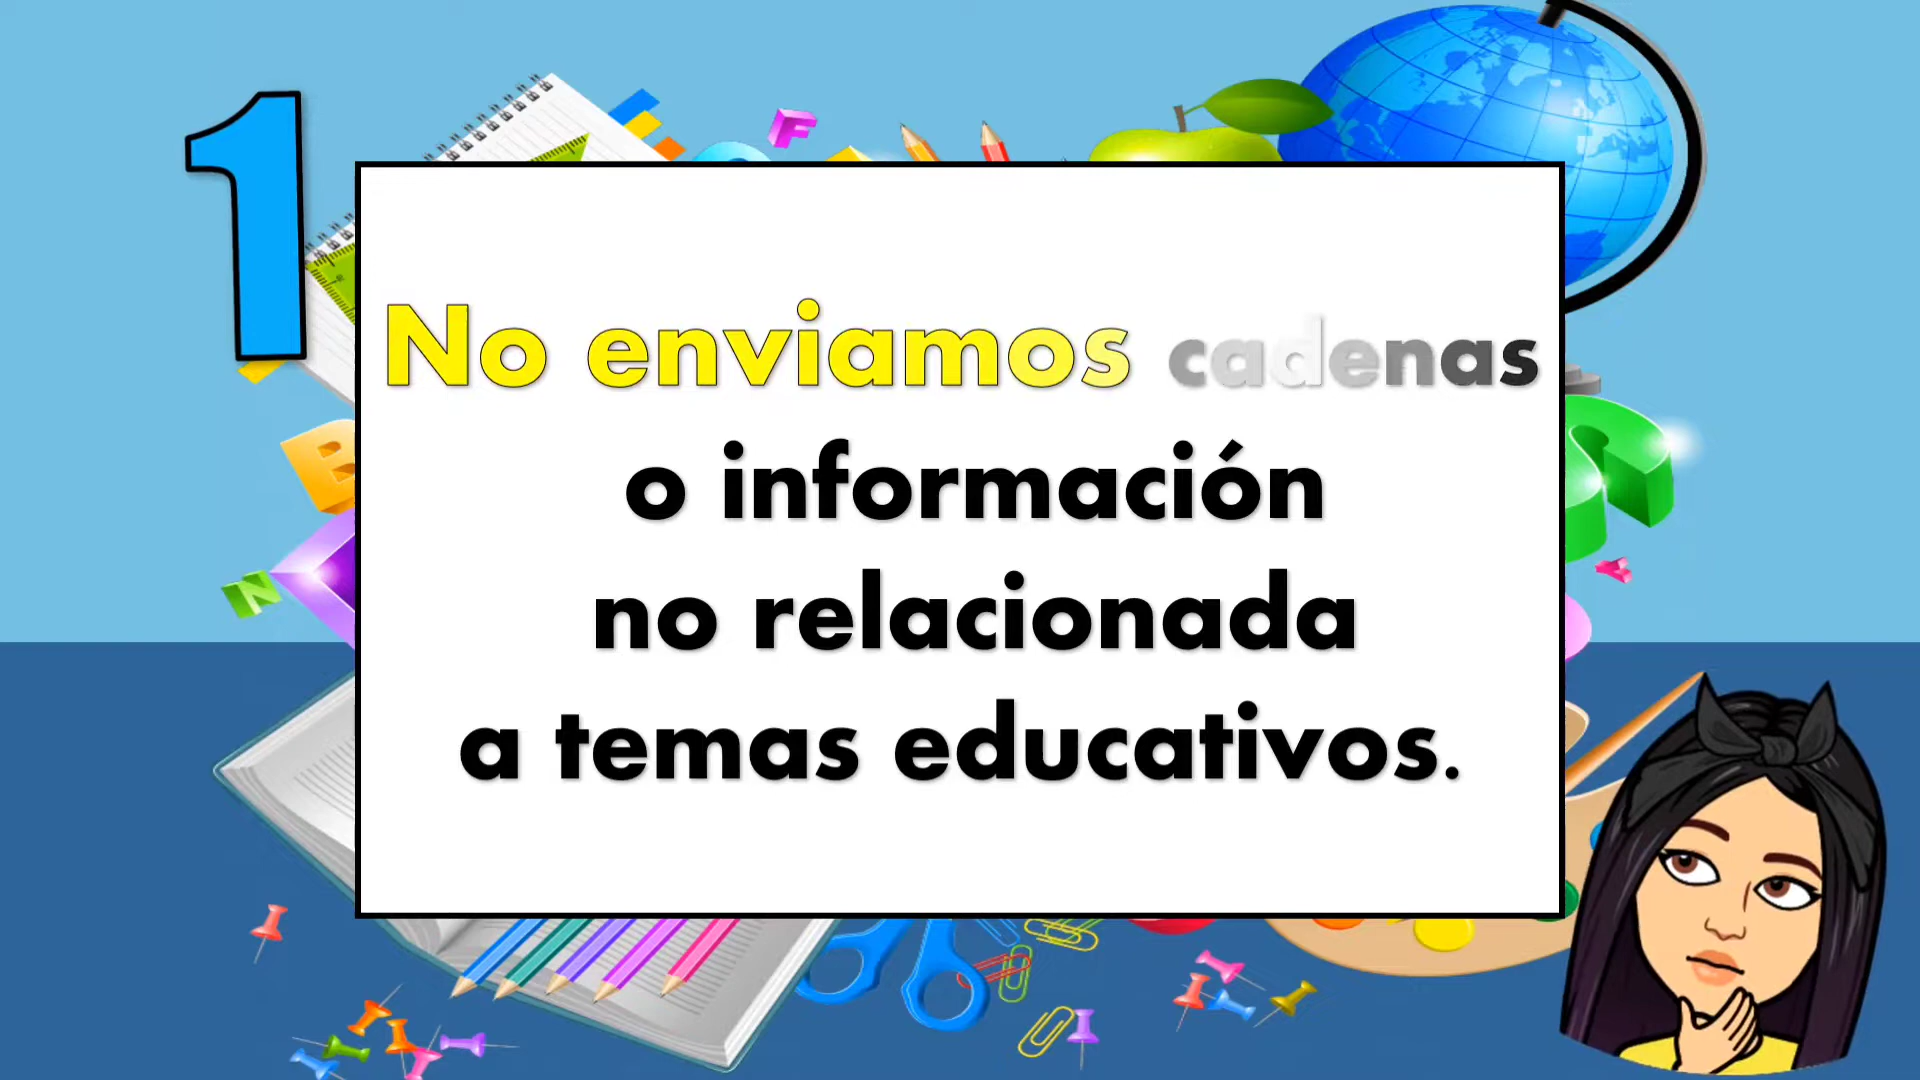 1
No enviamos cadenas
o información
no relacionada
a temas educativos.